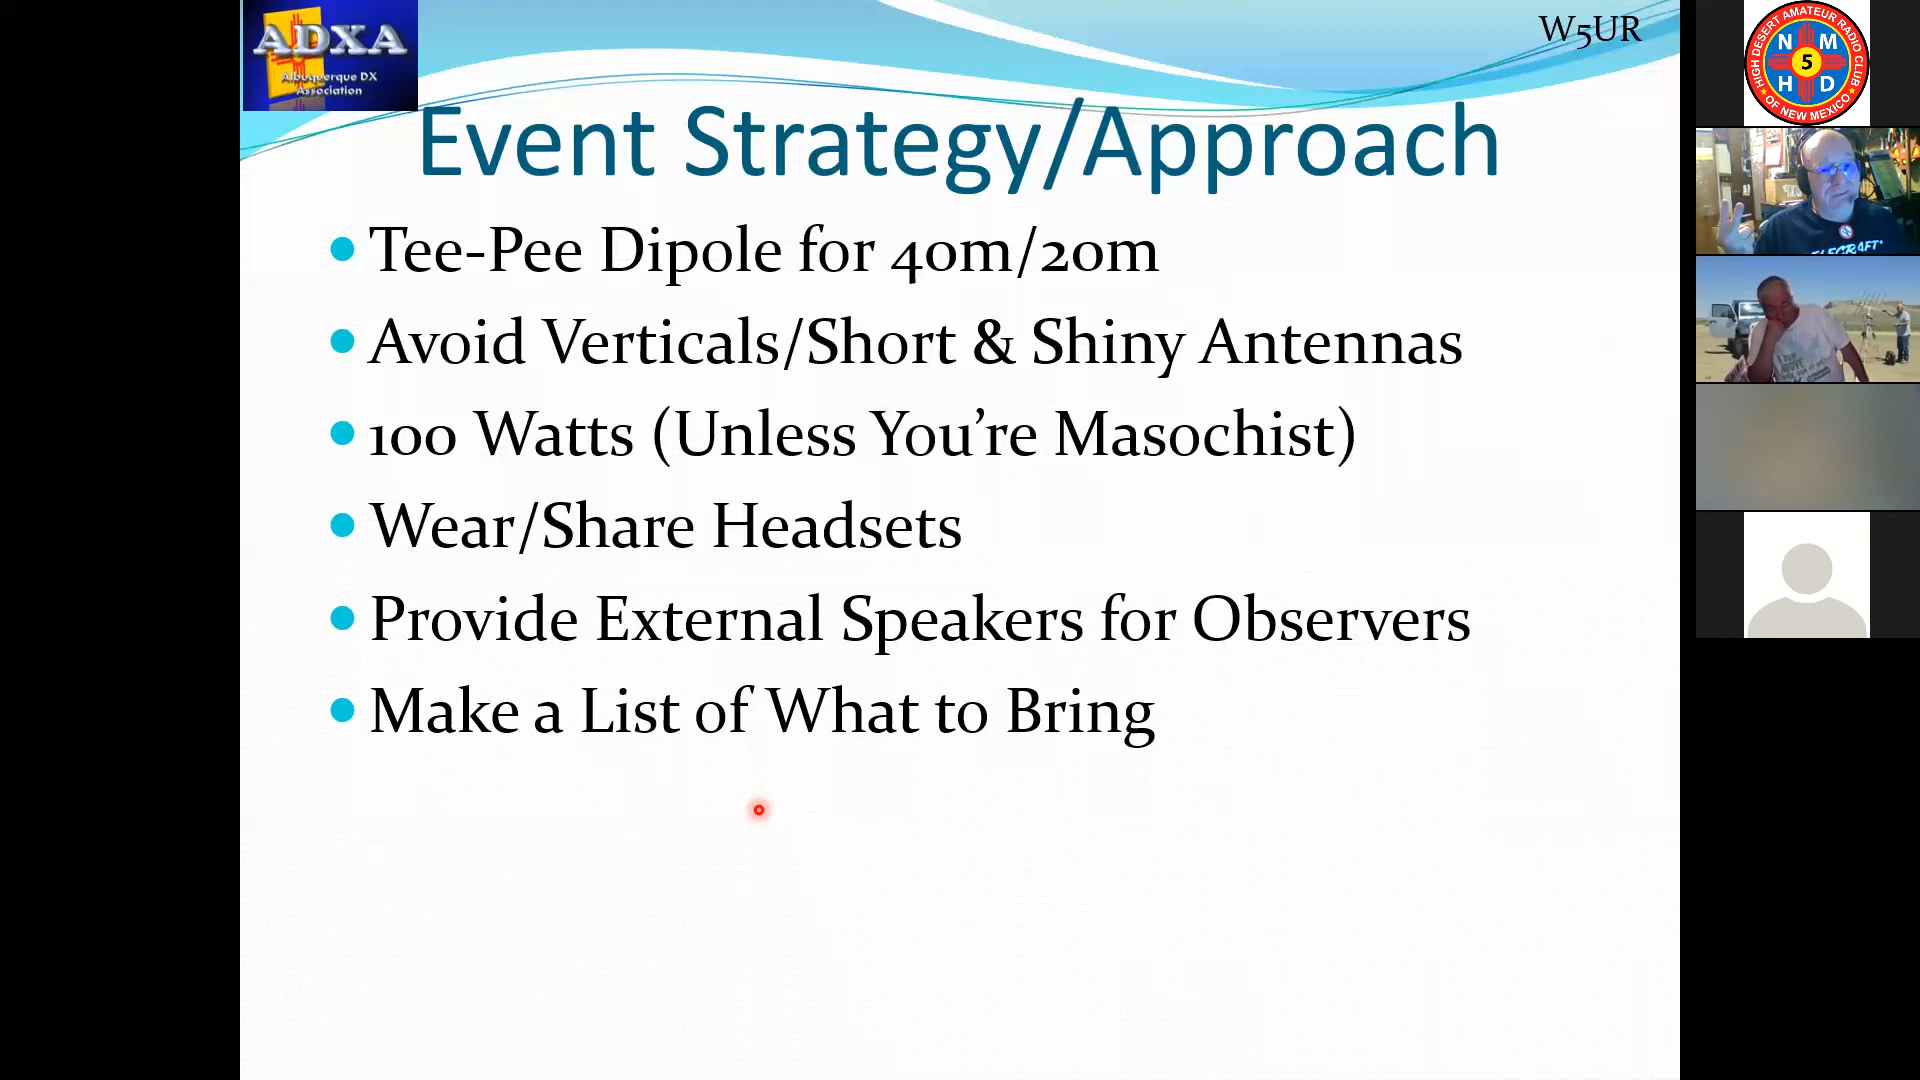 ADXA
Albuquerque DX
Association
W5UR
Event Strategy/Approach
Tee-Pee Dipole for 40m/20m
Avoid Verticals/Short & Shiny Antennas
100 Watts (Unless You’re Masochist)
Wear/Share Headsets
Provide External Speakers for Observers
Make a List of What to Bring
HIGH DESERT AMATEUR RADIO CLUB
N M
5
H D
OF NEW MEXICO